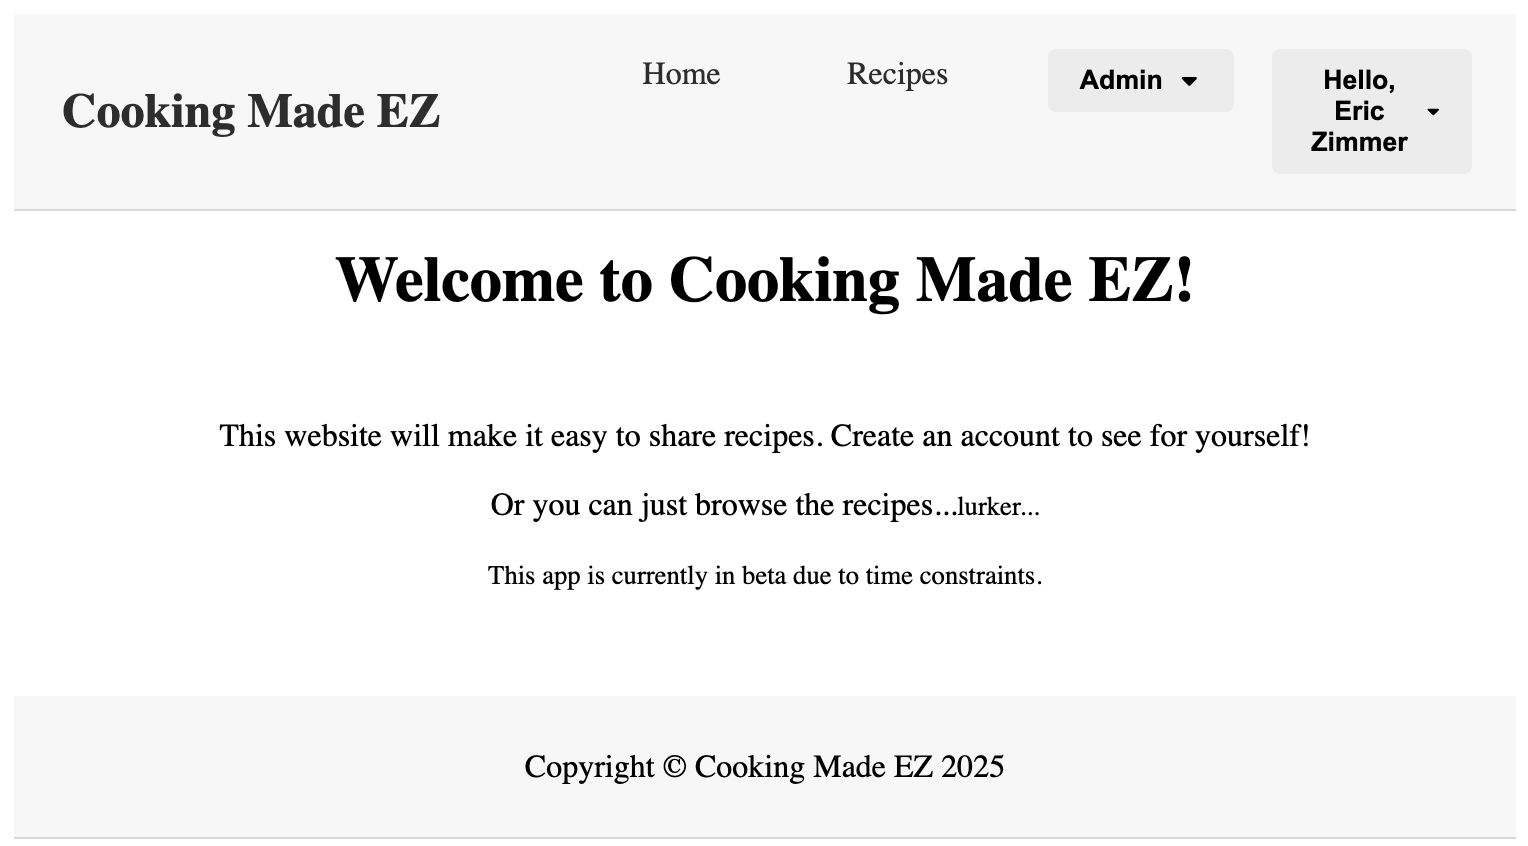 Cooking Made EZ
Home
Recipes
Admin
Hello,
Eric
Zimmer
Welcome to Cooking Made EZ!
This website will make it easy to share recipes. Create an account to see for yourself!
Or you can just browse the recipes...lurker...
This app is currently in beta due to time constraints.
Copyright © Cooking Made EZ 2025